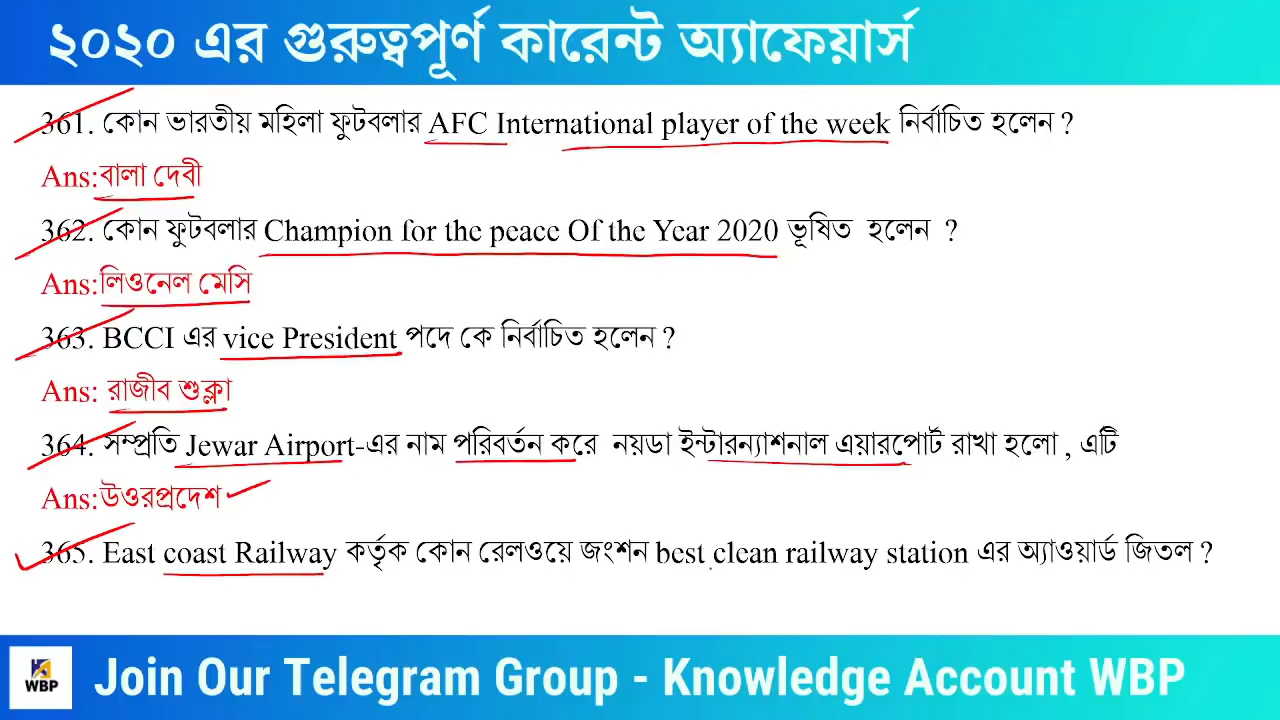 ২০২০ এর গুরুত্বপূর্ণ কারেন্ট অ্যাফেয়ার্স
361. কোন ভারতীয় মহিলা ফুটবলার AFC International player of the week নির্বাচিত হলেন ?
Ans:বালা দেবী
362. কোন ফুটবলার Champion for the peace Of the Year 2020 ভূষিত হলেন ?
Ans:লিওনেল মেসি
363. BCCI এর vice President পদে কে নির্বাচিত হলেন ?
Ans: রাজীব শুক্লা
364. সম্প্রতি Jewar Airport-এর নাম পরিবর্তন করে নয়ডা ইন্টারন্যাশনাল এয়ারপোর্ট রাখা হলো , এটি
Ans:উওরপ্রদেশ
365. East coast Railway কর্তৃক কোন রেলওয়ে জংশন best clean railway station এর অ্যাওয়ার্ড জিতল ?
WBP
Join Our Telegram Group - Knowledge Account WBP